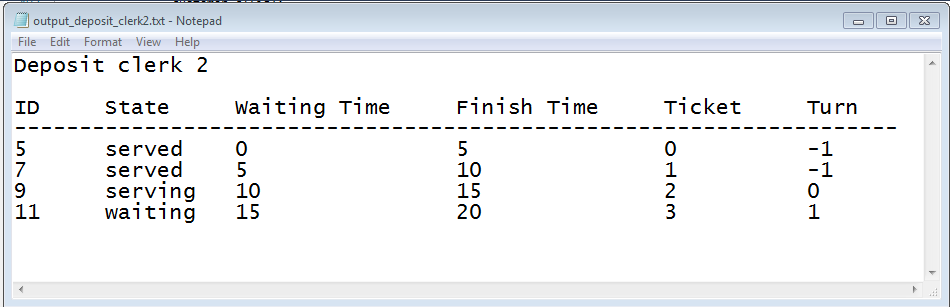 output_deposit_clerk2.txt - Notepad
File Edit Format View Help
Deposit clerk 2
ID State Waiting Time Finish Time Ticket Turn
--------------------------------------------------------------------
5 served 0 5 0 -1
7 served 5 10 1 -1
9 serving 10 15 2 0
11 waiting 15 20 3 1